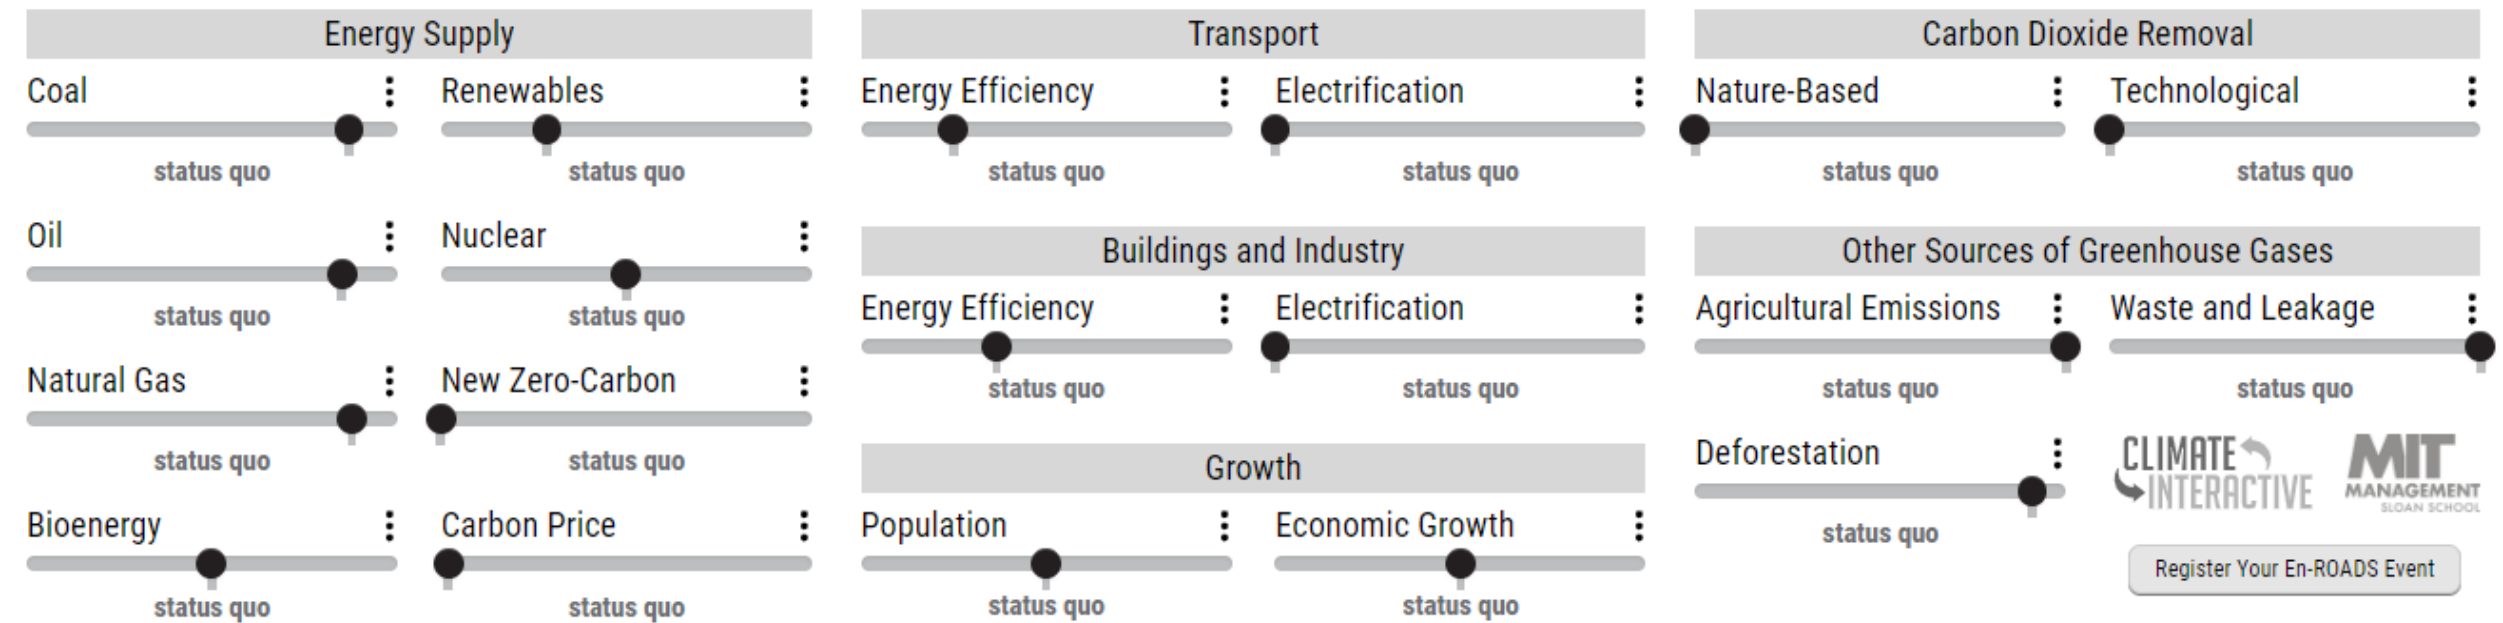 Energy Supply
Coal
status quo
Renewables
status quo
Oil
status quo
Nuclear
status quo
Natural Gas
status quo
New Zero-Carbon
status quo
Bioenergy
status quo
Carbon Price
status quo
Transport
Energy Efficiency
status quo
Electrification
status quo
Buildings and Industry
Energy Efficiency
status quo
Electrification
status quo
Growth
Population
status quo
Economic Growth
status quo
Carbon Dioxide Removal
Nature-Based
status quo
Technological
status quo
Other Sources of Greenhouse Gases
Agricultural Emissions
status quo
Waste and Leakage
status quo
Deforestation
status quo
CLIMATE
INTERACTIVE
MIT
MANAGEMENT
SLOAN SCHOOL
Register Your En-ROADS Event